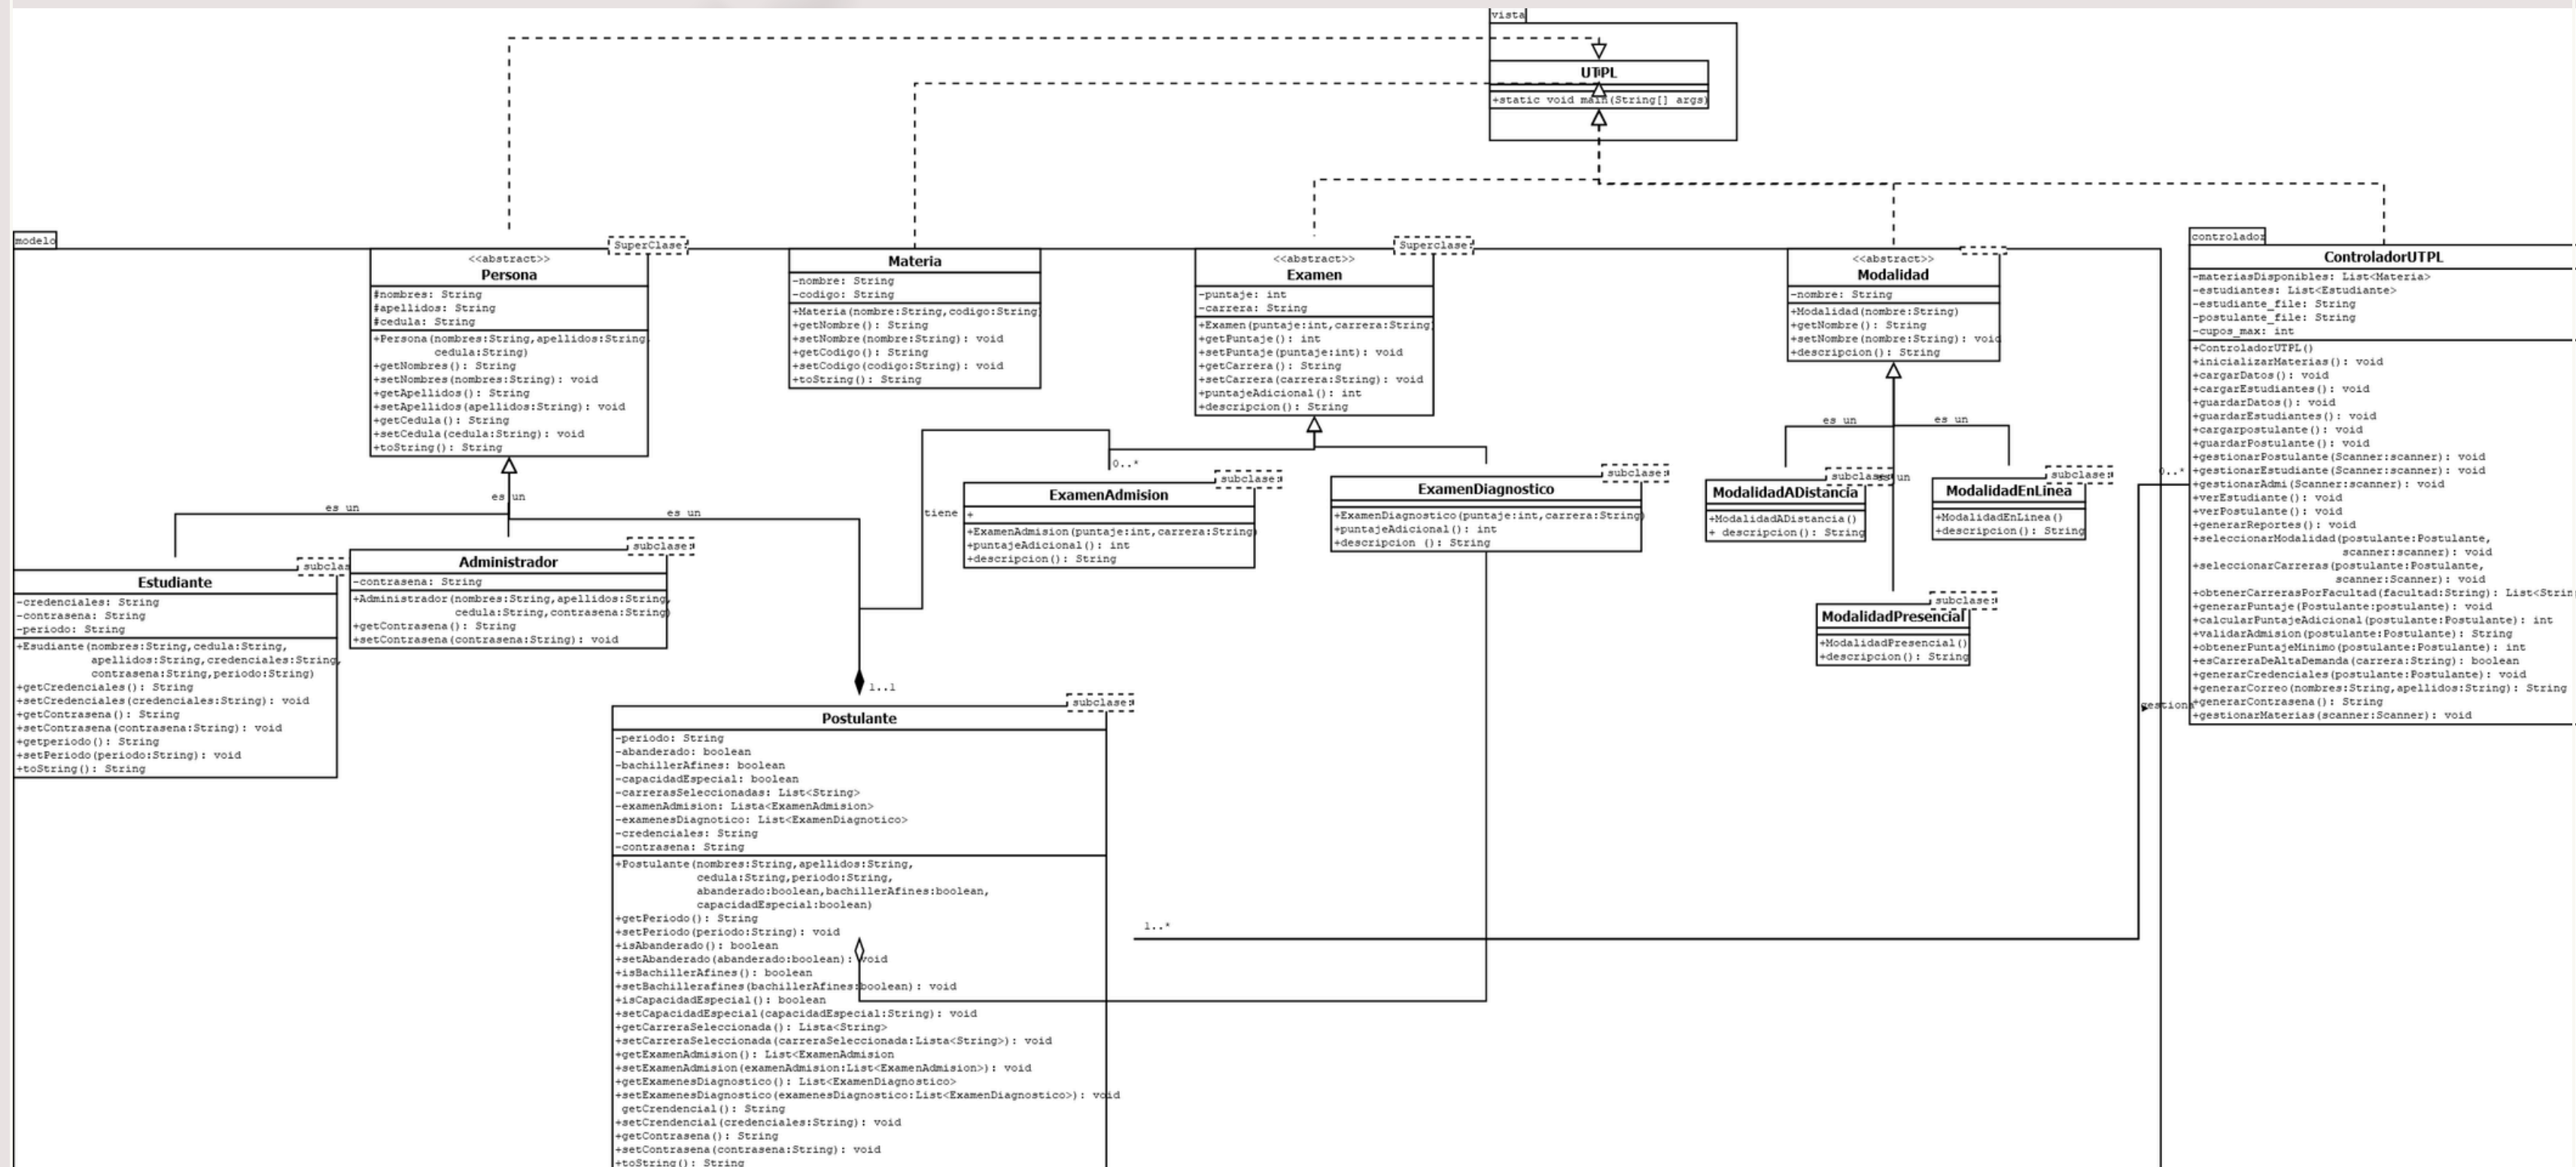 vista
UTPL
+static void main(String[] args)
modelo
SuperClase:
<<abstract>>
Persona
#nombres: String
#apellidos: String
#cedula: String
+Persona(nombres:String,apellidos:String,
cedula:String)
+getNombres(): String
+setNombres(nombres:String): void
+getApellidos(): String
+setApellidos(apellidos:String): void
+getCedula(): String
+setCedula(cedula:String): void
+toString(): String
Materia
-nombre: String
-codigo: String
+Materia(nombre:String,codigo:String)
+getNombre(): String
+setNombre(nombres:String): void
+getCodigo(): String
+setCodigo(codigo:String): void
+toString(): String
Superclase:
<<abstract>>
Examen
-puntaje: int
-carrera: String
+Examen(puntaje:int,carrera:String)
+getPuntaje(): int
+setPuntaje(puntaje:int): void
+getCarrera(): String
+setCarrera(carrera:String): void
+puntajeAdicional(): int
+descripcion(): String
<<abstract>>
Modalidad
-nombre: String
+Modalidad(nombre:String)
+getNombre(): String
+setNombre(nombre:String): void
+descripcion(): String
controlador
ControladorUTPL
-materiasDisponibles: List<Materia>
-estudiantes: List<Estudiante>
-estudiante_file: String
-postulante_file: String
-cupos_max: int
+ControladorUTPL()
+inicializarMaterias(): void
+cargarDatos(): void
+cargarEstudiantes(): void
+guardarDatos(): void
+guardarEstudiantes(): void
+cargarpostulante(): void
+guardarPostulante(): void
+gestionarPostulante(Scanner:scanner): void
+gestionarEstudiante(Scanner:scanner): void
+gestionarAdmi(Scanner:scanner): void
+verEstudiante(): void
+verPostulante(): void
+generarReportes(): void
+seleccionarModalidad(postulante:Postulante,
scanner:scanner): void
+seleccionarCarreras(postulante:Postulante,
scanner:Scanner): void
+obtenerCarrerasPorFacultad(facultad:String): List<Strin
+generarPuntaje(Postulante:postulante): void
+calcularPuntajeAdicional(postulante:Postulante): int
+validarAdmision(postulante:Postulante): String
+obtenerPuntajeMinimo(postulante:Postulante): int
+esCarreraDeAltaDemanda(carrera:String): boolean
+generarCredenciales(postulante:Postulante): void
+generarCorreo(nombres:String,apellidos:String): String
+generarContrasena(): String
+gestionarMaterias(scanner:Scanner): void
es un
es un
es un
subclas
Estudiante
-credenciales: String
-contrasena: String
-periodo: String
+Esudiante(nombres:String,cedula:String,
apellidos:String,credenciales:String,
contrasena:String,periodo:String)
+getCredenciales(): String
+setCredenciales(credenciales:String): void
+getContrasena(): String
+setContrasena(contrasena:String): void
+getperiodo(): String
+setPeriodo(periodo:String): void
+toString(): String
subclase:
Administrador
-contrasena: String
+Administrador(nombres:String,apellidos:String,
cedula:String,contrasena:String)
+getContrasena(): String
+setContrasena(contrasena:String): void
tiene
0..*
subclase:
ExamenAdmision
+
+ExamenAdmision(puntaje:int,carrera:String)
+puntajeAdicional(): int
+descripcion(): String
subclase:
ExamenDiagnostico
+ExamenDiagnostico(puntaje:int,carrera:String)
+puntajeAdicional(): int
+descripcion (): String
es un
es un
es un
subclase:
ModalidadADistancia
+ModalidadADistancia()
+ descripcion(): String
subclase:
ModalidadEnLinea
+ModalidadEnLinea()
+descripcion(): String
subclase:
ModalidadPresencial
+ModalidadPresencial()
+descripcion(): String
0..*
gestiona
1..1
subclase:
Postulante
-periodo: String
-abanderado: boolean
-bachillerAfines: boolean
-capacidadEspecial: boolean
-carrerasSeleccionadas: List<String>
-examenAdmision: Lista<ExamenAdmision>
-examenesDiagnotico: List<ExamenDiagnotico>
-credenciales: String
-contrasena: String
+Postulante(nombres:String,apellidos:String,
cedula:String,periodo:String,
abanderado:boolean,bachillerAfines:boolean,
capacidadEspecial:boolean)
+getPeriodo(): String
+setPeriodo(periodo:String): void
+isAbanderado(): boolean
+setAbanderado(abanderado:boolean): void
+isBachillerAfines(): boolean
+setBachillerafines(bachillerAfines:boolean): void
+isCapacidadEspecial(): boolean
+setCapacidadEspecial(capacidadEspecial:String): void
+getCarreraSeleccionada(): Lista<String>
+setCarreraSeleccionada(carreraSeleccionada:Lista<String>): void
+getExamenAdmision(): List<ExamenAdmision
+setExamenAdmision(examenAdmision:List<ExamenAdmision>): void
+getExamenesDiagnostico(): List<ExamenDiagnostico>
+setExamenesDiagnostico(examenesDiagnostico:List<ExamenDiagnostico>): void
getCrendencial(): String
+setCrendencial(credenciales:String): void
+getContrasena(): String
+setContrasena(contrasena:String): void
+toString(): String
1..*